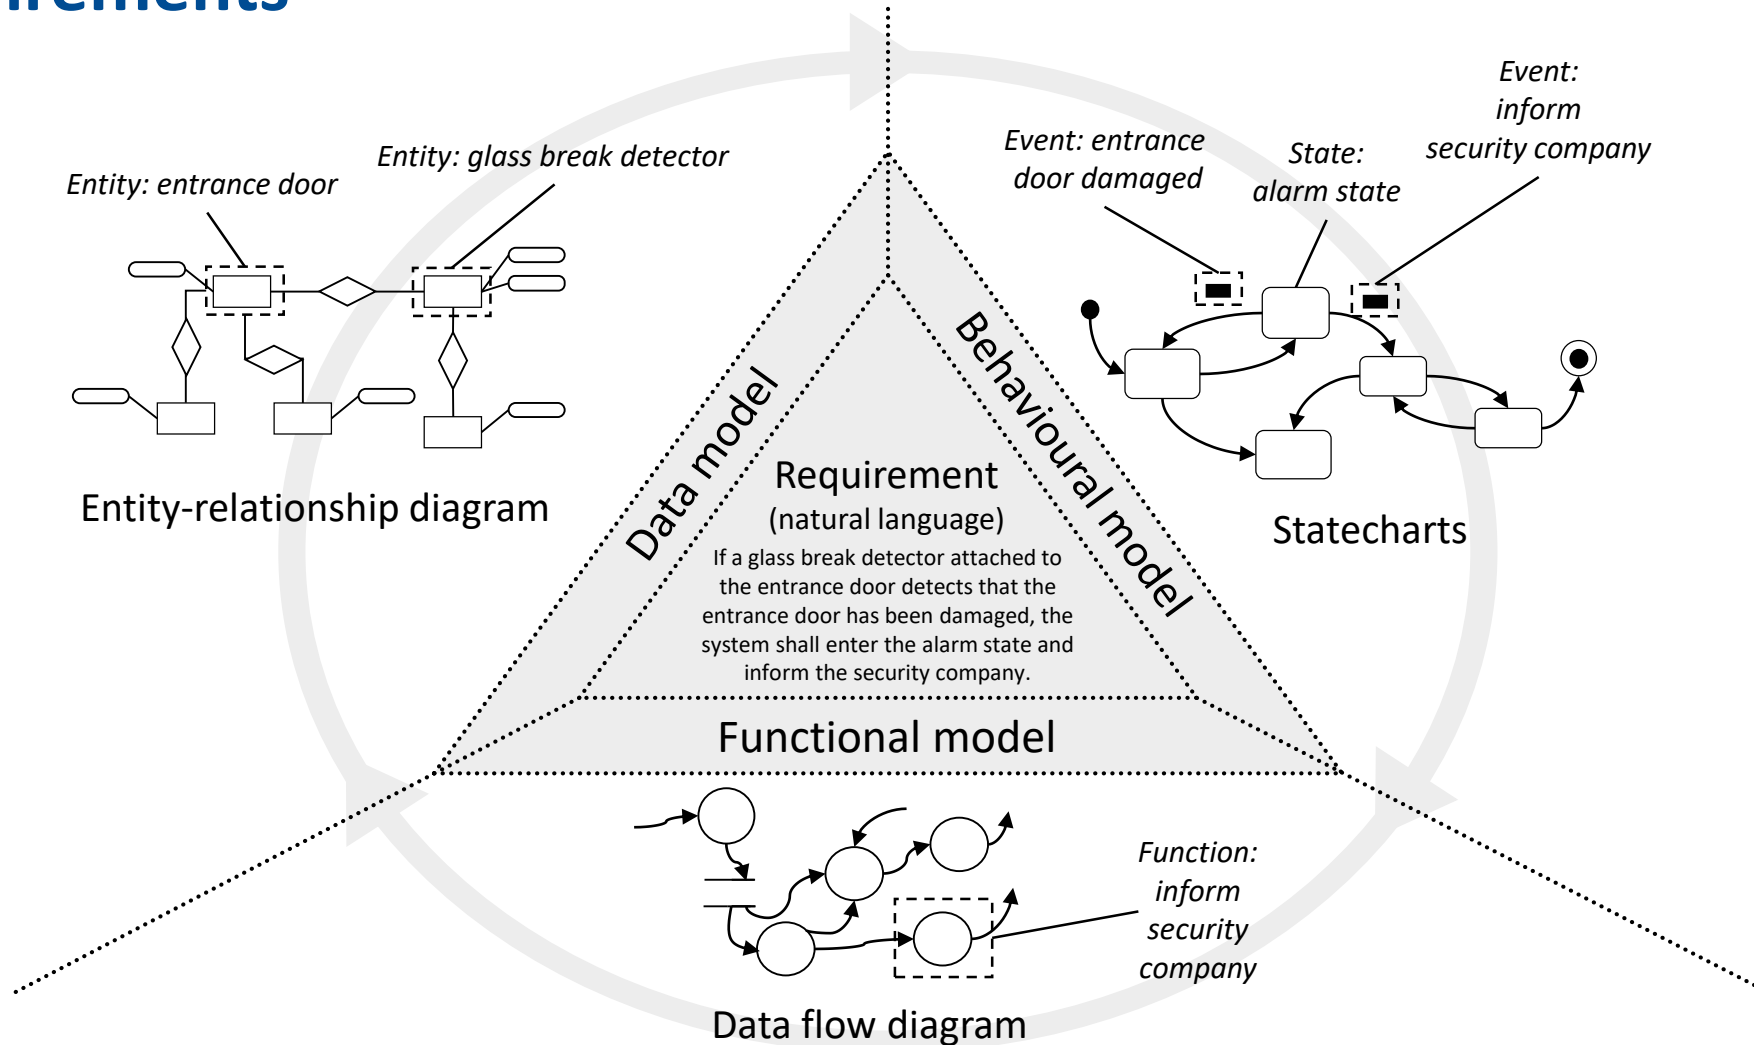 Entity: entrance door
Entity: glass break detector
Entity-relationship diagram
Event: entrance
door damaged
State:
alarm state
Event:
inform
security company
Statecharts
Data model
Behavioural model
Requirement
(natural language)
If a glass break detector attached to
the entrance door detects that the
entrance door has been damaged, the
system shall enter the alarm state and
inform the security company.
Functional model
Function:
inform
security
company
Data flow diagram